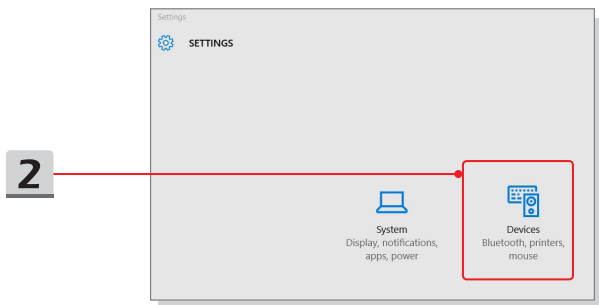 Settings
SETTINGS
2
System
Display, notifications,
apps, power
Devices
Bluetooth, printers,
mouse